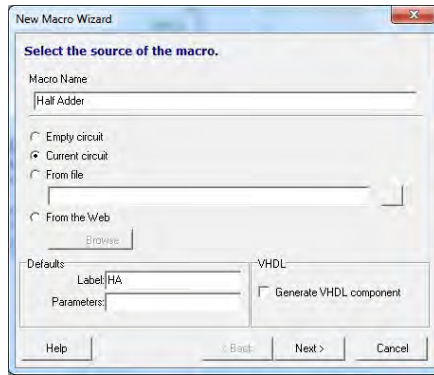 New Macro Wizard
Select the source of the macro.
Macro Name
Half Adder
Empty circuit
Current circuit
From file
From the Web
Browse
Defaults
Label: HA
Parameters:
VHDL
Generate VHDL component
Help
< Back
Next >
Cancel